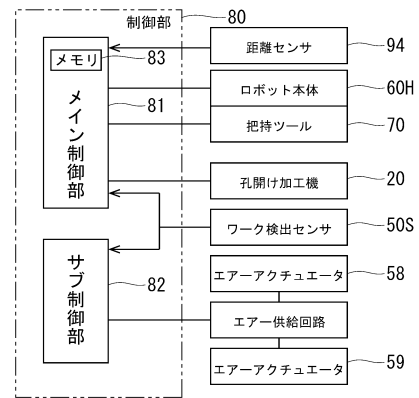 制御部 80
メモリ 83
メイン制御部 81
サブ制御部 82
距離センサ 94
ロボット本体 60H
把持ツール 70
孔開け加工機 20
ワーク検出センサ 50S
エアーアクチュエータ 58
エアー供給回路
エアーアクチュエータ 59